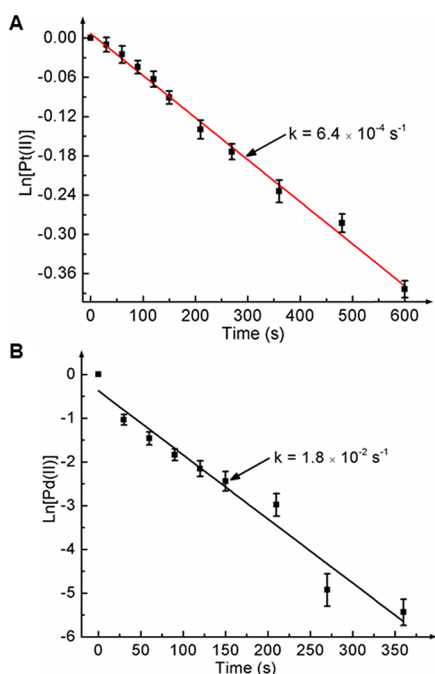 A
0.00
-0.06
-0.12
-0.18
-0.24
-0.30
-0.36
Ln[Pt(II)]
k = 6.4 × 10⁻⁴ s⁻¹
0 100 200 300 400 500 600
Time (s)
B
0
-1
-2
-3
-4
-5
-6
Ln[Pd(II)]
k = 1.8 × 10⁻² s⁻¹
0 50 100 150 200 250 300 350
Time (s)